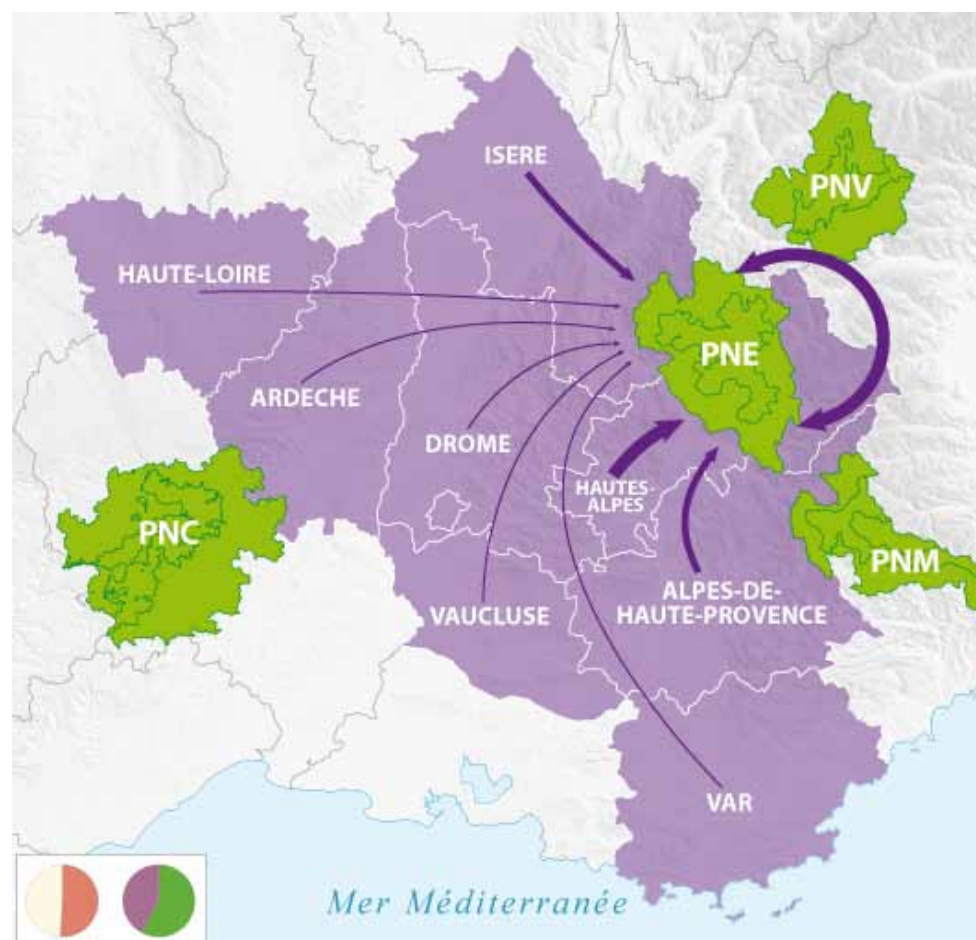 ISERE
PNV
HAUTE-LOIRE
PNE
ARDECHE
DROME
HAUTES-
ALPES
PNC
PNM
ALPES-DE-
HAUTE-PROVENCE
VAUCLUSE
VAR
Mer Méditerranée